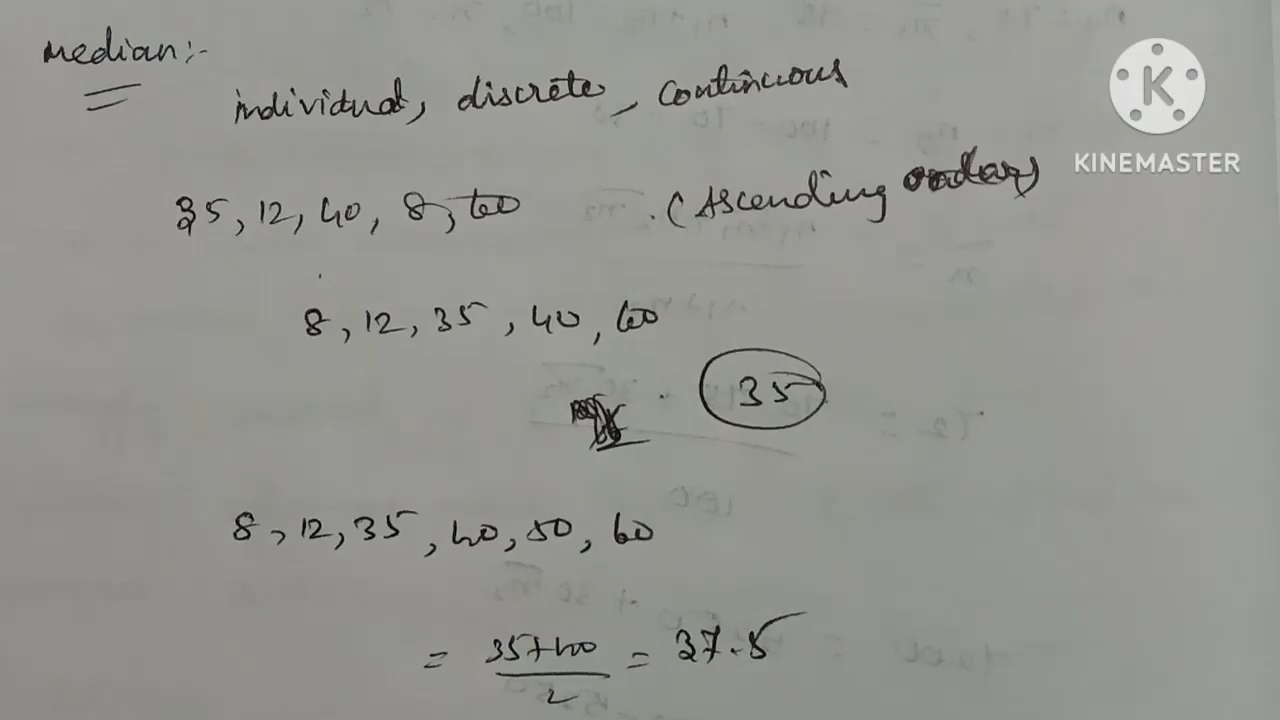 median:-
individual, discrete, continuous
35, 12, 40, 8, 60 (Ascending order)
8, 12, 35, 40, 60
35
8, 12, 35, 40, 50, 60
= 35+40/2 = 37.5
K
KINEMASTER